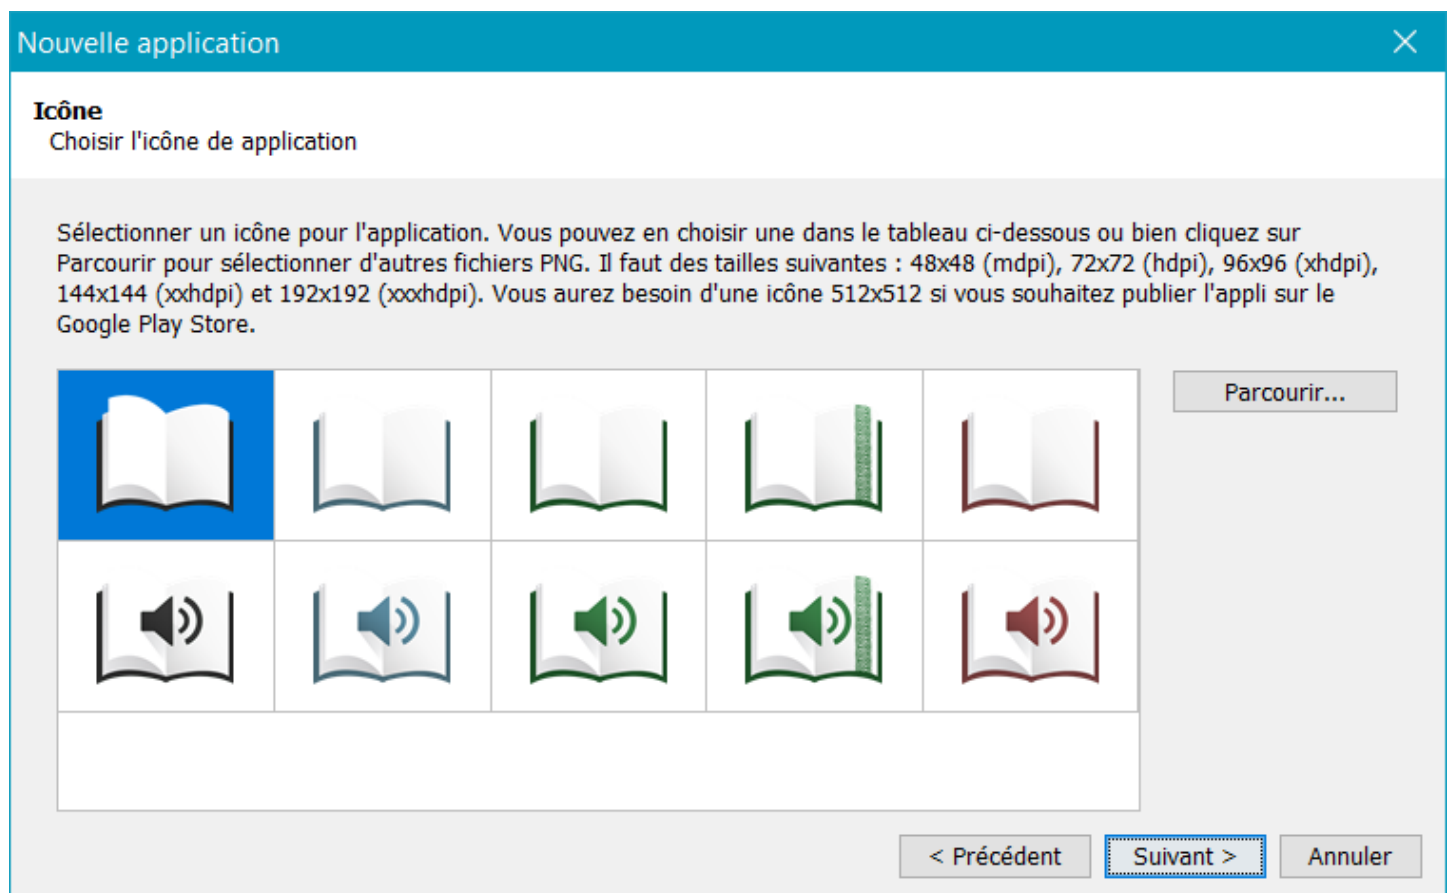 Nouvelle application
Icône
Choisir l'icône de application
Sélectionner un icône pour l'application. Vous pouvez en choisir une dans le tableau ci-dessous ou bien cliquez sur
Parcourir pour sélectionner d'autres fichiers PNG. Il faut des tailles suivantes : 48x48 (mdpi), 72x72 (hdpi), 96x96 (xhdpi),
144x144 (xxhdpi) et 192x192 (xxxhdpi). Vous aurez besoin d'une icône 512x512 si vous souhaitez publier l'appli sur le
Google Play Store.
Parcourir...
< Précédent
Suivant >
Annuler